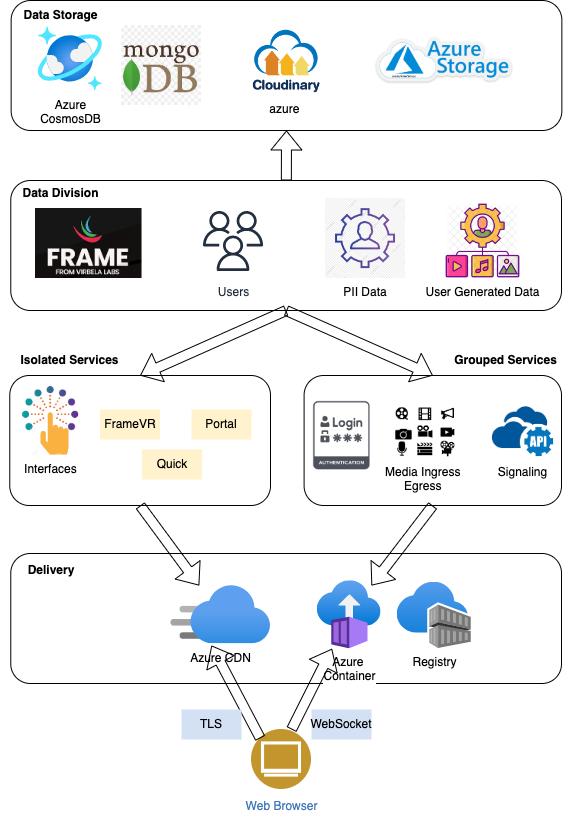 Data Storage
mongo
DB
Cloudinary
Azure
Storage
Azure
CosmosDB
azure
Data Division
FRAME
FROM VIRBELA LABS
Users
PII Data
User Generated Data
Isolated Services
Grouped Services
FrameVR
Portal
Quick
Interfaces
Login
AUTHENTICATION
Media Ingress
Egress
API
Signaling
Delivery
Azure CDN
Azure
Container
Registry
TLS
WebSocket
Web Browser